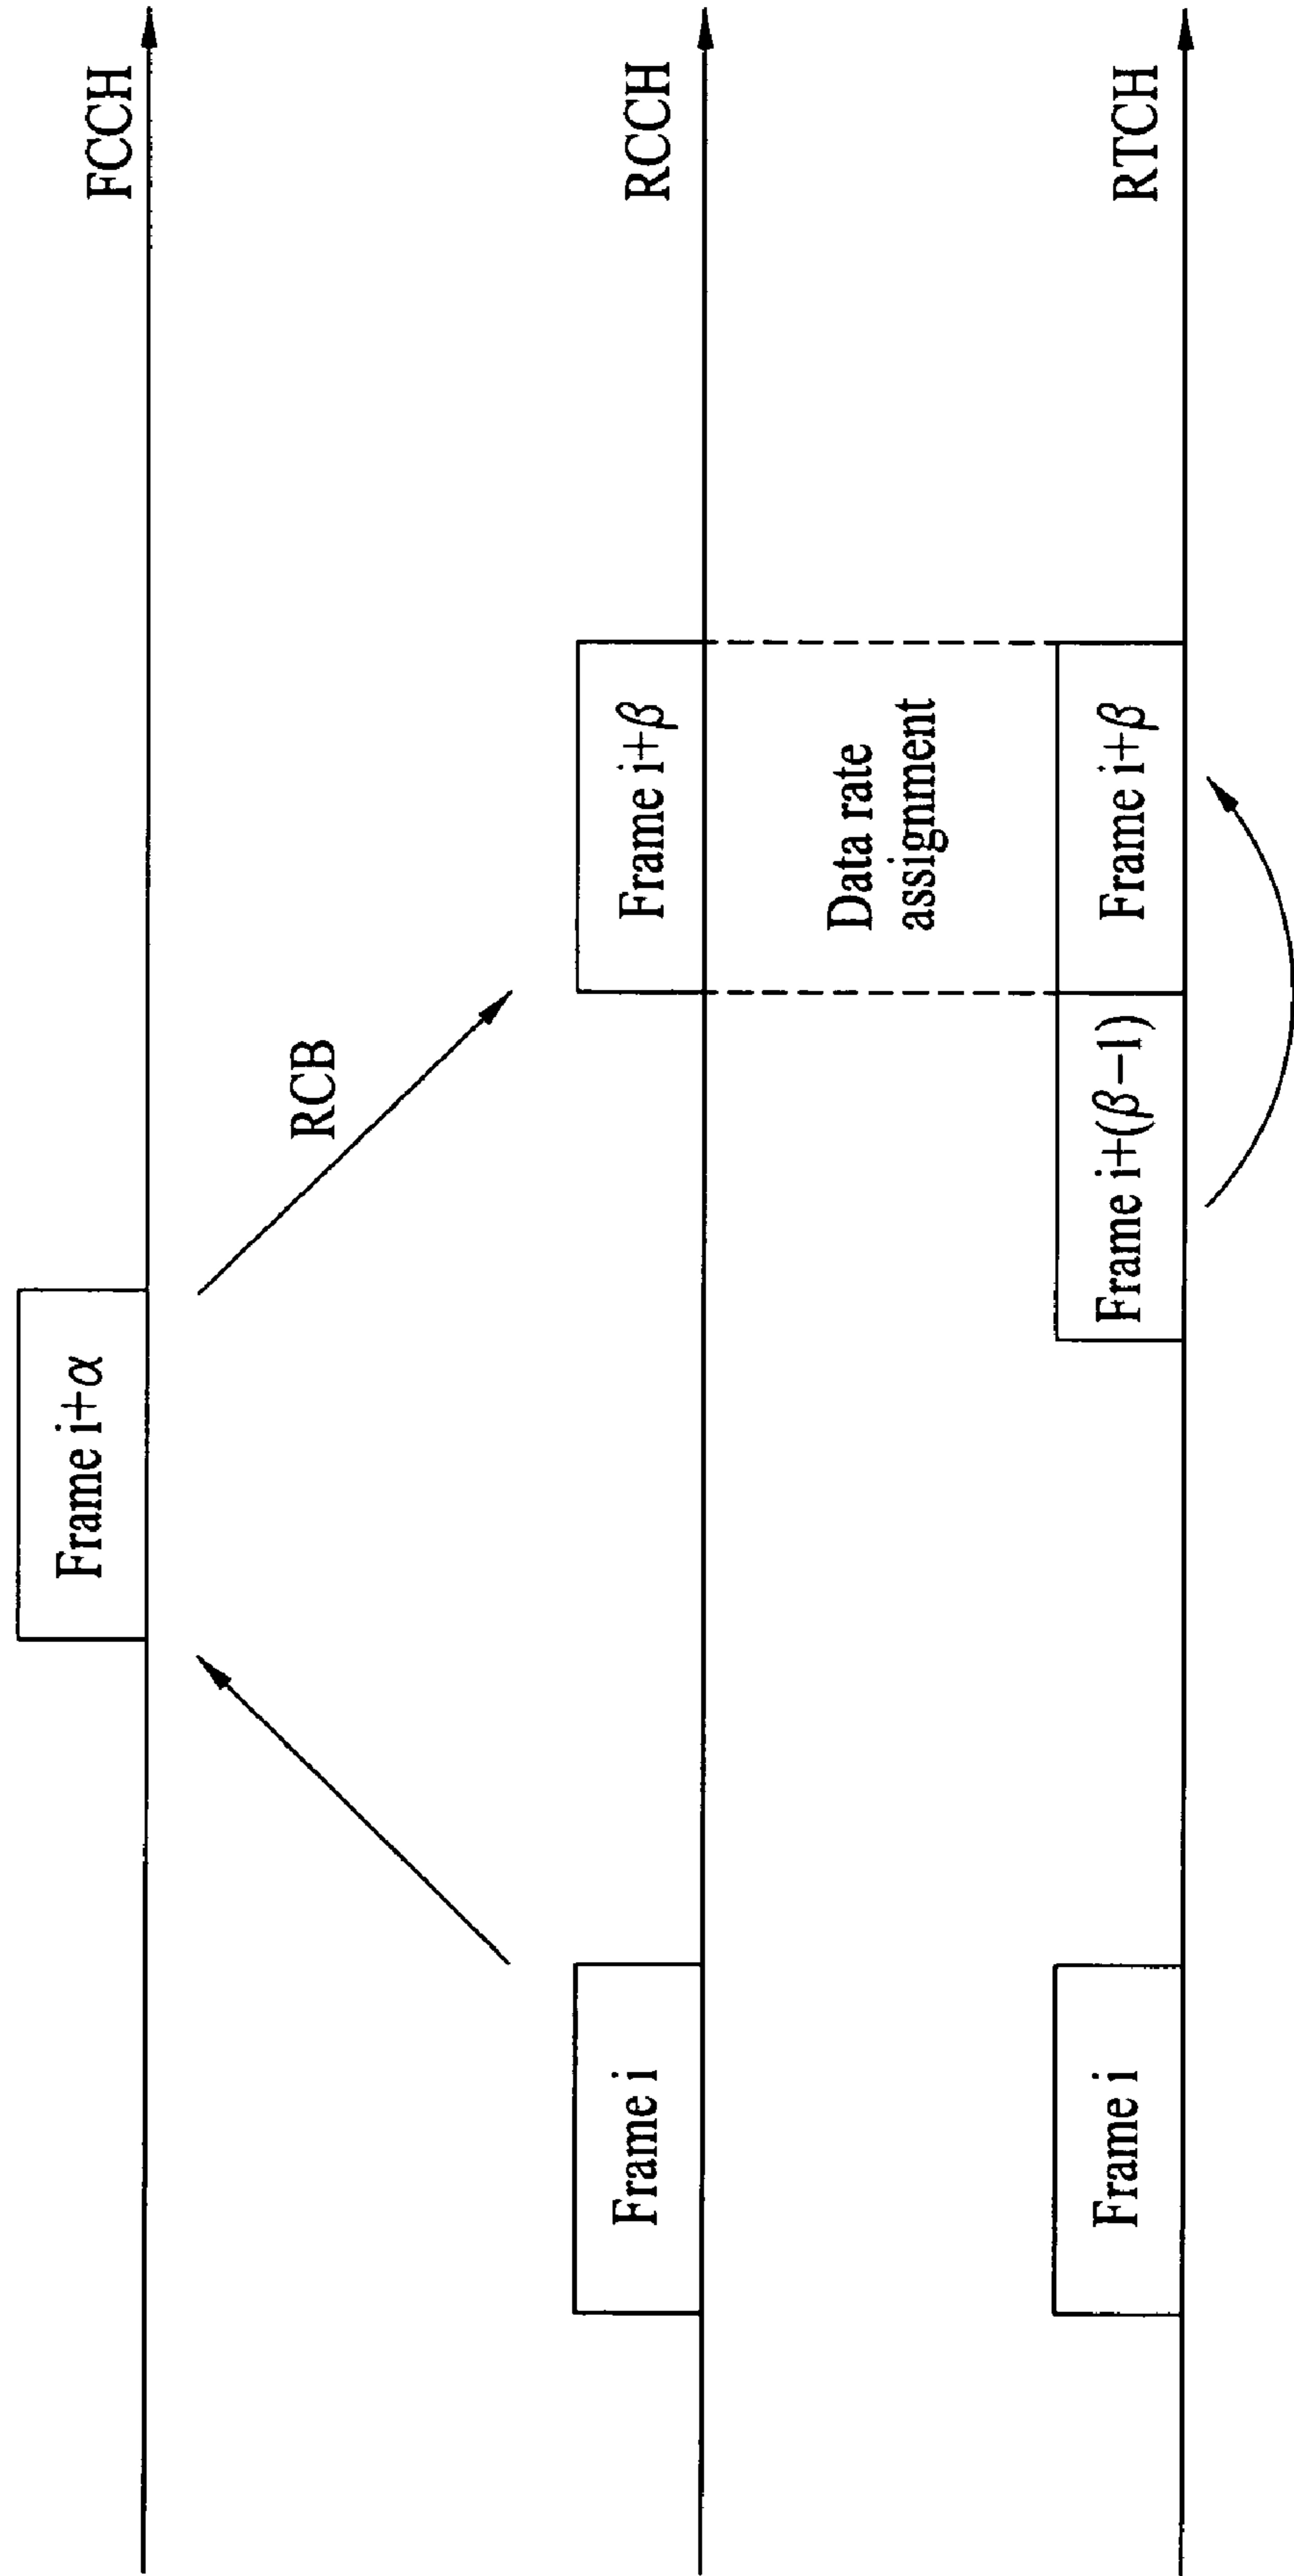 Frame i+α
FCCH
RCB
Frame i
Frame i+β
RCCH
Data rate
assignment
Frame i
Frame i+(β−1)
Frame i+β
RTCH